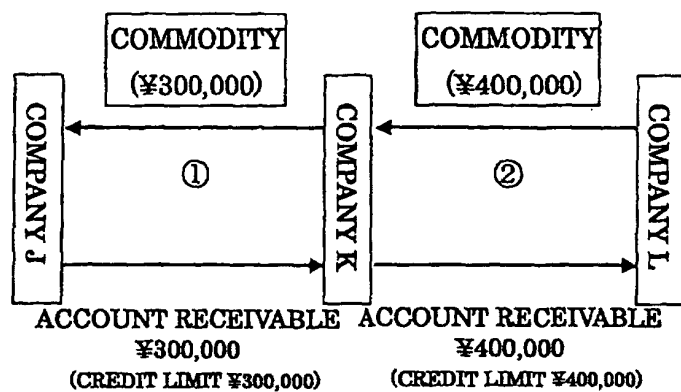 COMMODITY
(¥300,000)
COMMODITY
(¥400,000)
COMPANY J
①
COMPANY K
②
COMPANY L
ACCOUNT RECEIVABLE
¥300,000
(CREDIT LIMIT ¥300,000)
ACCOUNT RECEIVABLE
¥400,000
(CREDIT LIMIT ¥400,000)